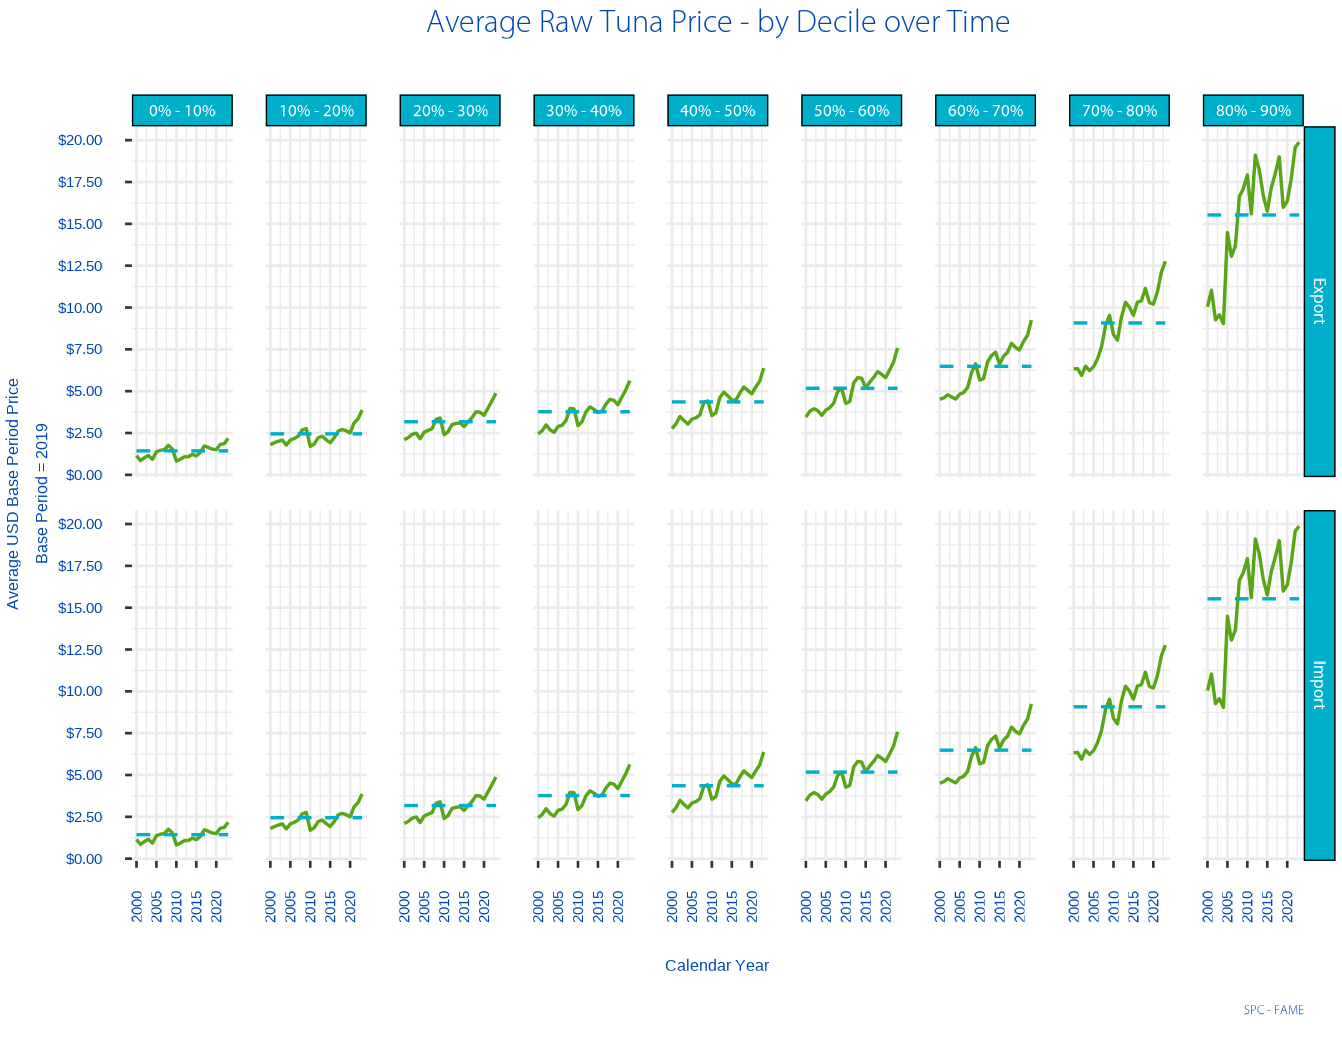 Average Raw Tuna Price - by Decile over Time
0% - 10%
10% - 20%
20% - 30%
30% - 40%
40% - 50%
50% - 60%
60% - 70%
70% - 80%
80% - 90%
Average USD Base Period Price
Base Period = 2019
$20.00
$17.50
$15.00
$12.50
$10.00
$7.50
$5.00
$2.50
$0.00
Export
$20.00
$17.50
$15.00
$12.50
$10.00
$7.50
$5.00
$2.50
$0.00
Import
2000 2005 2010 2015 2020
2000 2005 2010 2015 2020
2000 2005 2010 2015 2020
2000 2005 2010 2015 2020
2000 2005 2010 2015 2020
2000 2005 2010 2015 2020
2000 2005 2010 2015 2020
2000 2005 2010 2015 2020
2000 2005 2010 2015 2020
Calendar Year
SPC - FAME